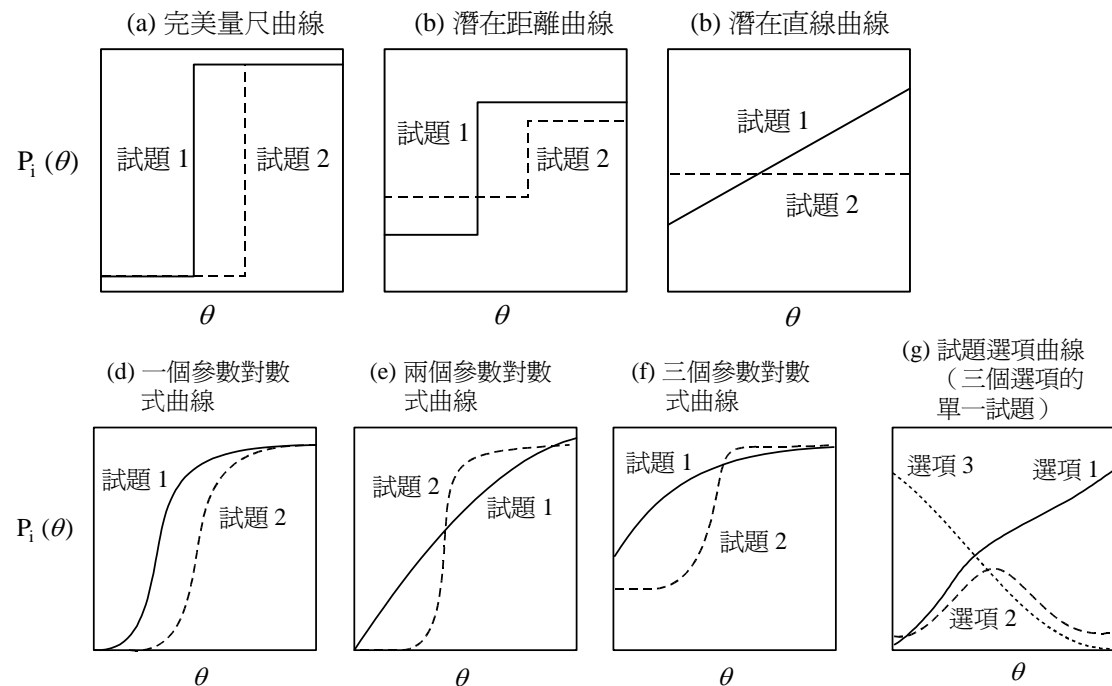 (a) 完美量尺曲線
(b) 潛在距離曲線
(b) 潛在直線曲線
P_i (θ)
試題 1
試題 2
試題 1
試題 2
試題 1
試題 2
θ
θ
θ
(d) 一個參數對數
式曲線
(e) 兩個參數對數
式曲線
(f) 三個參數對數
式曲線
(g) 試題選項曲線
（三個選項的
單一試題）
P_i (θ)
試題 1
試題 2
試題 2
試題 1
試題 1
試題 2
選項 3
選項 1
選項 2
θ
θ
θ
θ